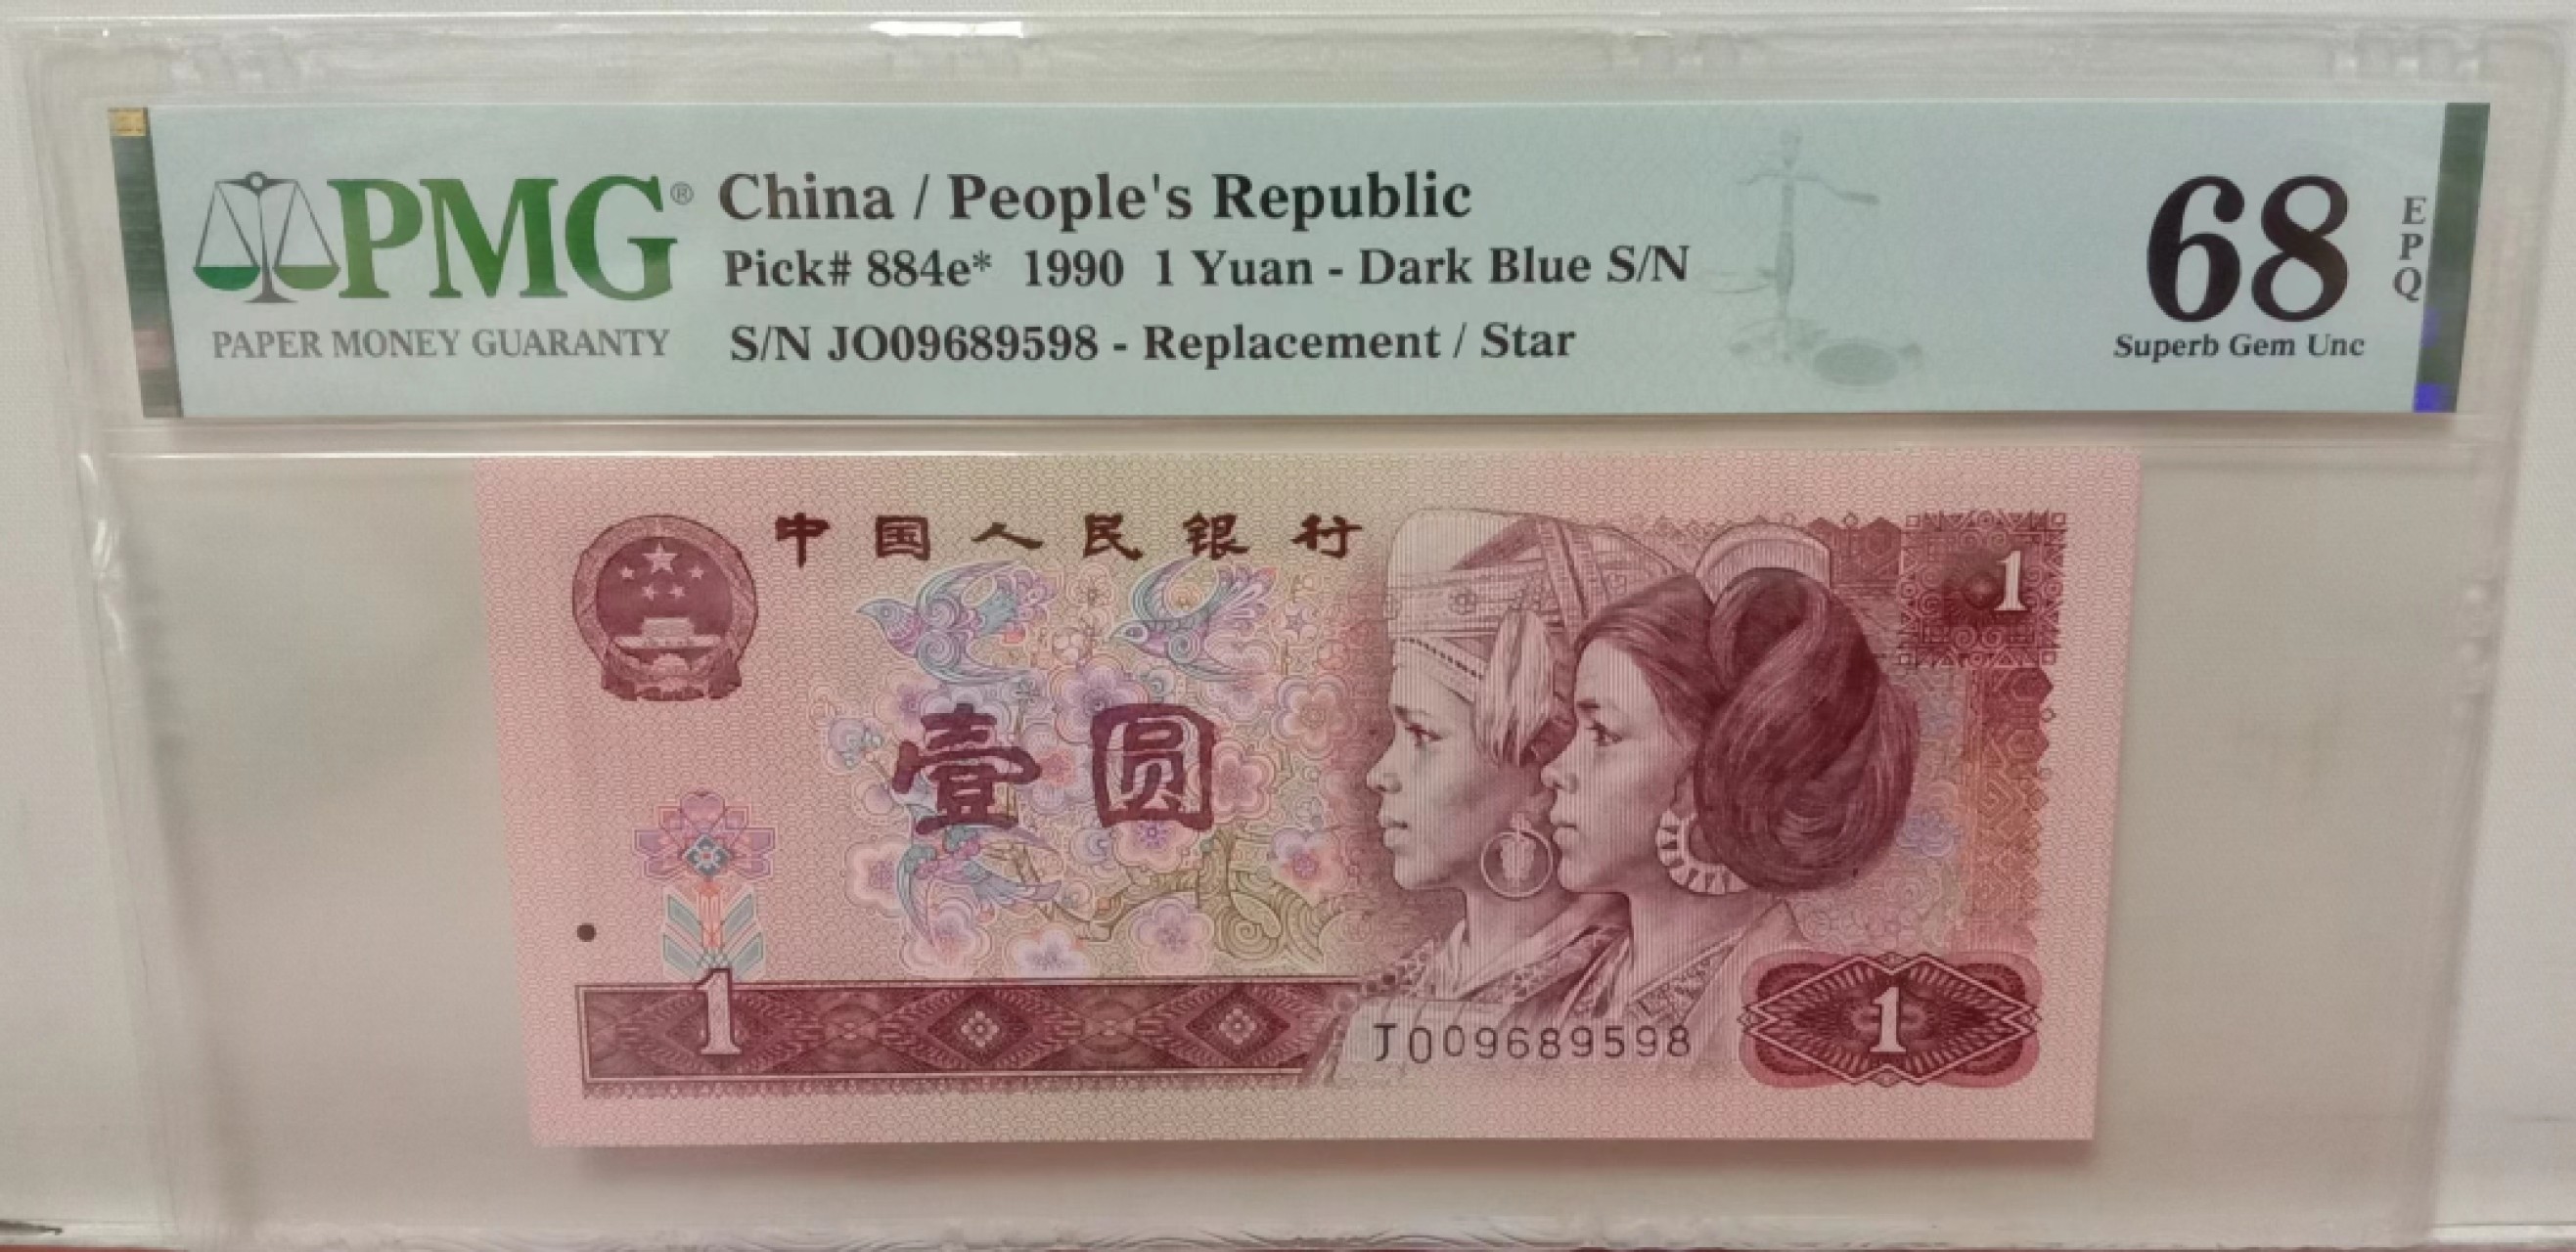 PMG®
PAPER MONEY GUARANTY
China / People's Republic
Pick# 884e* 1990 1 Yuan - Dark Blue S/N
S/N JO09689598 - Replacement / Star
68
EPQ
Superb Gem Unc
中国人民银行
1
壹圆
1
JO09689598
1